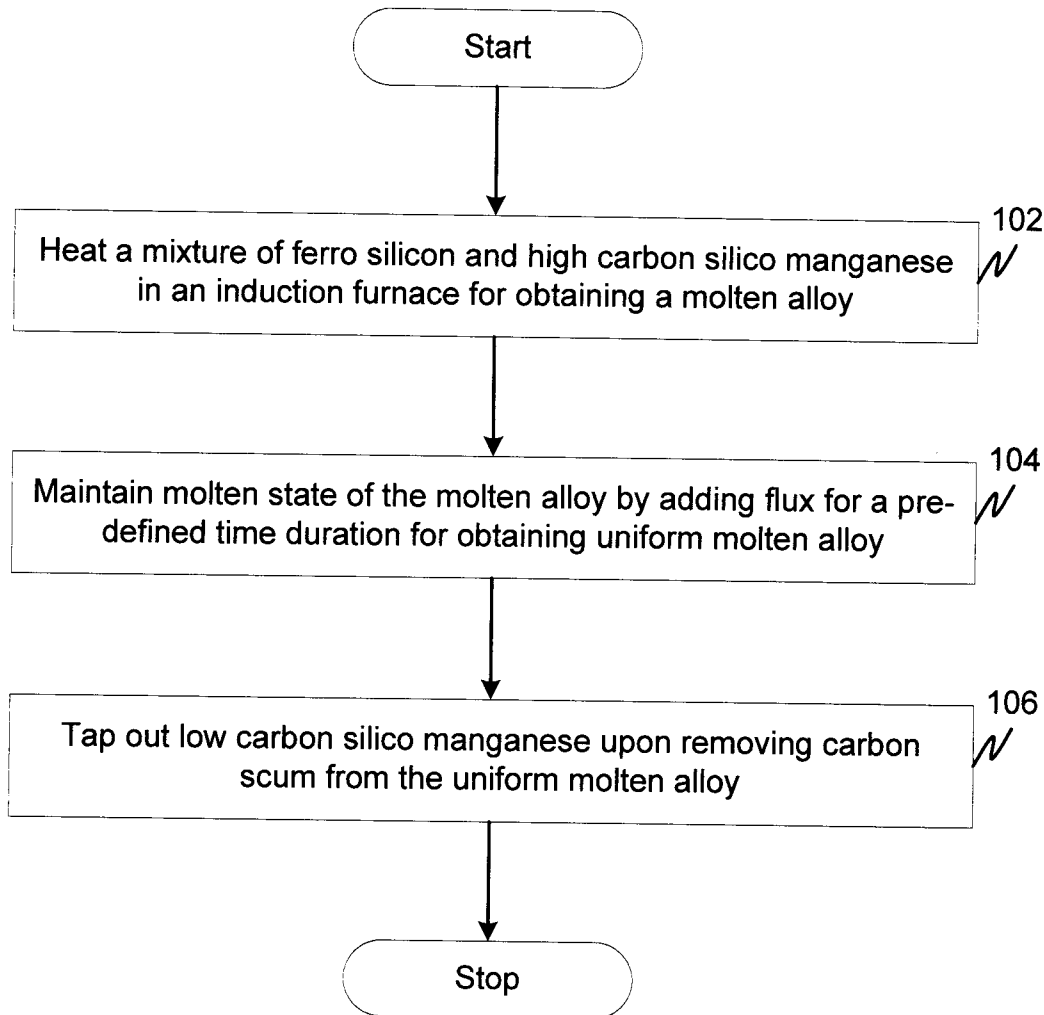 Start
102
Heat a mixture of ferro silicon and high carbon silico manganese
in an induction furnace for obtaining a molten alloy
104
Maintain molten state of the molten alloy by adding flux for a pre-
defined time duration for obtaining uniform molten alloy
106
Tap out low carbon silico manganese upon removing carbon
scum from the uniform molten alloy
Stop